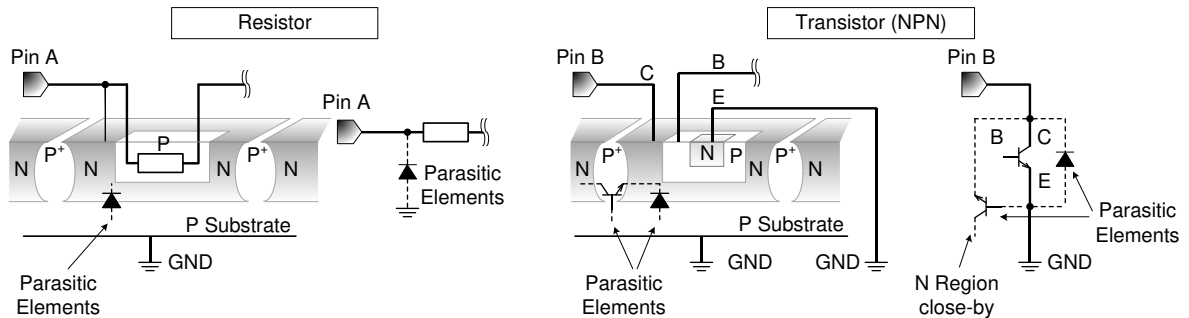 Resistor
Pin A
P
N
P+
N
P+
N
N
Parasitic
Elements
P Substrate
GND
Pin A
Parasitic
Elements
Transistor (NPN)
Pin B
C
B
E
N
P+
N
N
P
P+
N
P Substrate
Parasitic
Elements
GND
GND
Pin B
B
C
E
Parasitic
Elements
GND
N Region
close-by